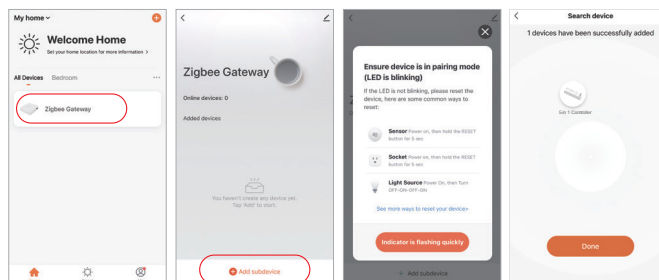 My home
Welcome Home
Set your home location for more information >
All Devices Bedroom
Zigbee Gateway
Zigbee Gateway
Online devices: 0
Added devices
You haven't create any device yet.
Tap 'Add' to start
Add subdevice
Ensure device is in pairing mode
(LED is blinking)
If the LED is not blinking, please reset the
device, here are some common ways to
reset:
Sensor Power on, then hold the RESET
button for 5 sec
Socket Power on, then hold the RESET
button for 5 sec
Light Source Power On, then Turn
OFF-ON-OFF-ON
See more ways to reset your device>
Indicator is flashing quickly
+ Add subdevice
Search device
1 devices have been successfully added
5in 1 Controller
Done